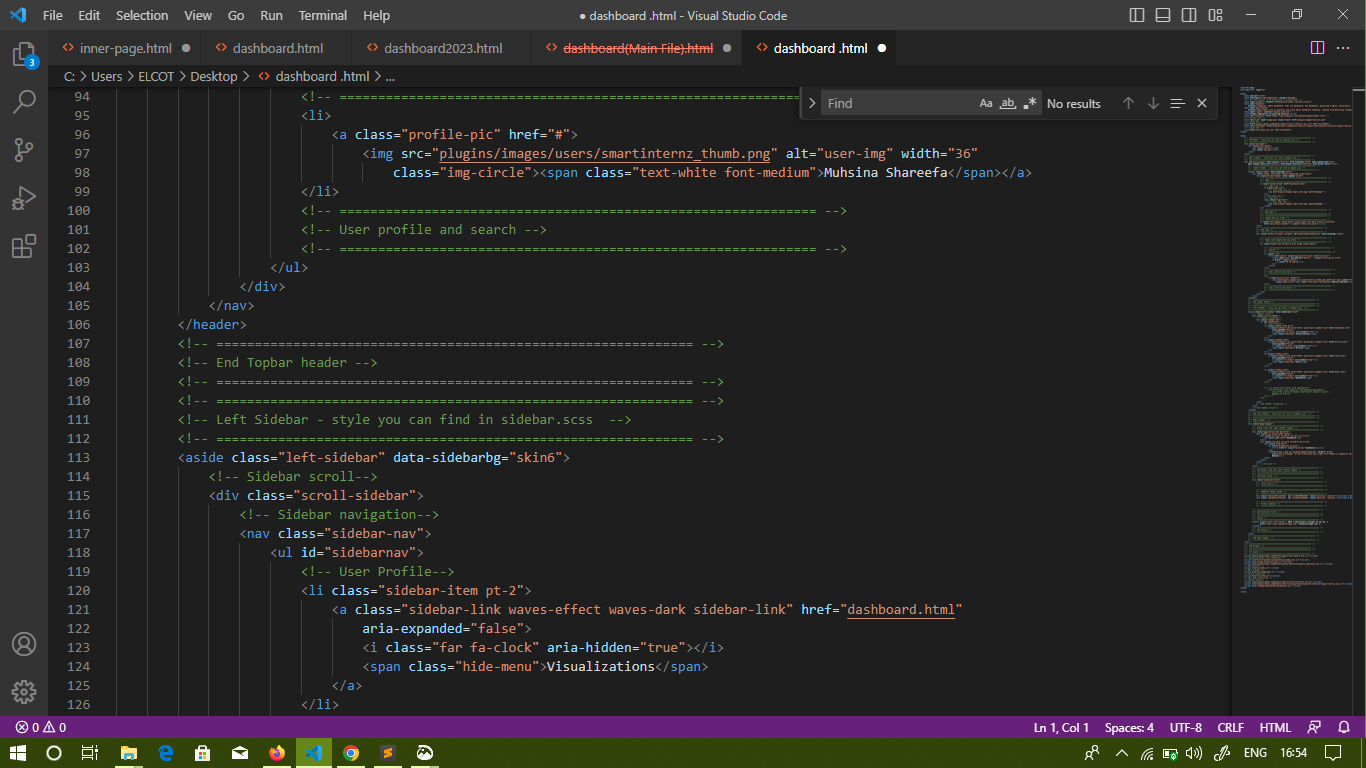 File Edit Selection View Go Run Terminal Help ● dashboard .html - Visual Studio Code
inner-page.html dashboard.html dashboard2023.html dashboard(Main File).html dashboard .html
C: > Users > ELCOT > Desktop > dashboard .html > ...
Find Aa ab No results
94 <!-- ==============================================================
95 <li>
96 <a class="profile-pic" href="#">
97 <img src="plugins/images/users/smartinternz_thumb.png" alt="user-img" width="36"
98 class="img-circle"><span class="text-white font-medium">Muhsina Shareefa</span></a>
99 </li>
100 <!-- ============================================================== -->
101 <!-- User profile and search -->
102 <!-- ============================================================== -->
103 </ul>
104 </div>
105 </nav>
106 </header>
107 <!-- ============================================================== -->
108 <!-- End Topbar header -->
109 <!-- ============================================================== -->
110 <!-- ============================================================== -->
111 <!-- Left Sidebar - style you can find in sidebar.scss  -->
112 <!-- ============================================================== -->
113 <aside class="left-sidebar" data-sidebarbg="skin6">
114 <!-- Sidebar scroll-->
115 <div class="scroll-sidebar">
116 <!-- Sidebar navigation-->
117 <nav class="sidebar-nav">
118 <ul id="sidebarnav">
119 <!-- User Profile-->
120 <li class="sidebar-item pt-2">
121 <a class="sidebar-link waves-effect waves-dark sidebar-link" href="dashboard.html"
122 aria-expanded="false">
123 <i class="far fa-clock" aria-hidden="true"></i>
124 <span class="hide-menu">Visualizations</span>
125 </a>
126 </li>
3
0 0 Ln 1, Col 1 Spaces: 4 UTF-8 CRLF HTML
ENG 16:54